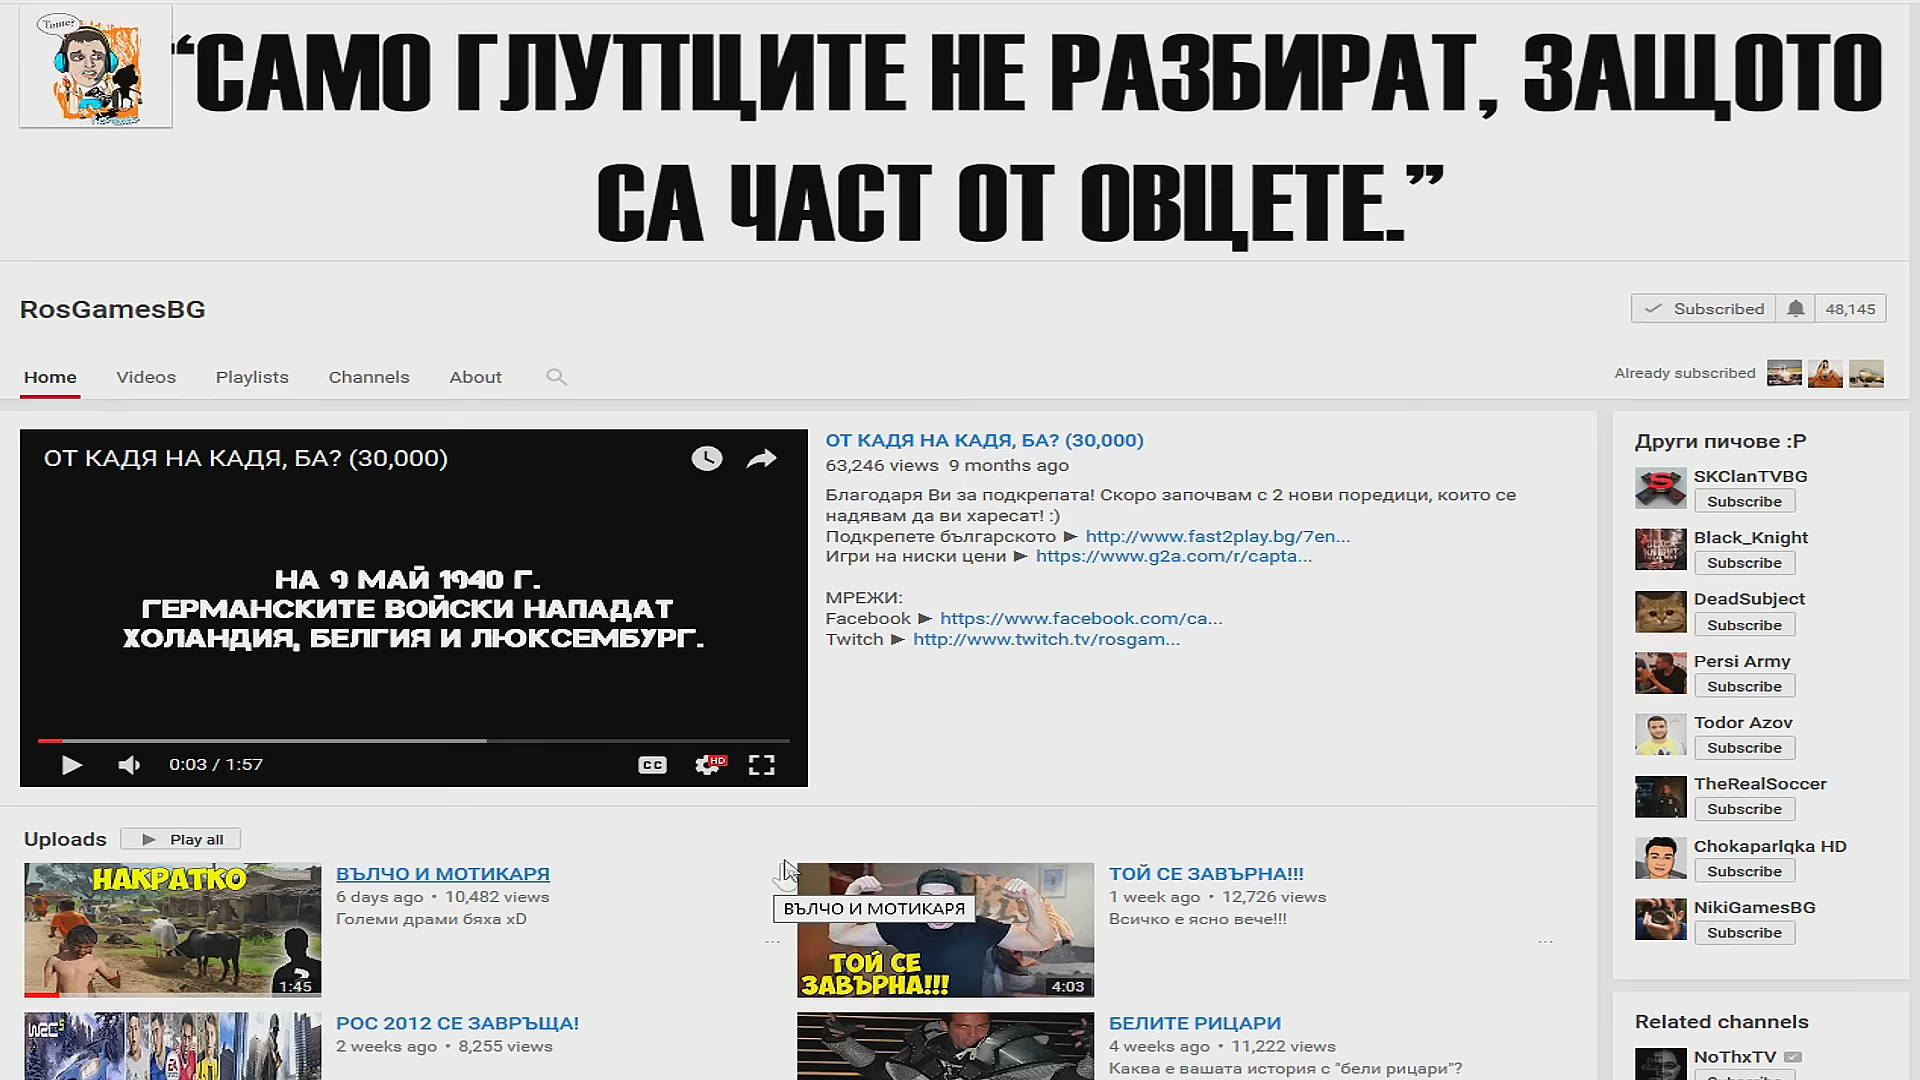 Тоше?
“САМО ГЛУПЦИТЕ НЕ РАЗБИРАТ, ЗАЩОТО
СА ЧАСТ ОТ ОВЦЕТЕ.”
RosGamesBG
Subscribed 48,145
Home Videos Playlists Channels About
Already subscribed
ОТ КАДЯ НА КАДЯ, БА? (30,000)
НА 9 МАЙ 1940 Г.
ГЕРМАНСКИТЕ ВОЙСКИ НАПАДАТ
ХОЛАНДИЯ, БЕЛГИЯ И ЛЮКСЕМБУРГ.
0:03 / 1:57
CC
HD
ОТ КАДЯ НА КАДЯ, БА? (30,000)
63,246 views 9 months ago
Благодаря Ви за подкрепата! Скоро започвам с 2 нови поредици, които се
надявам да ви харесат! :)
Подкрепете българското ► http://www.fast2play.bg/7en...
Игри на ниски цени ► https://www.g2a.com/r/capta...
МРЕЖИ:
Facebook ► https://www.facebook.com/ca...
Twitch ► http://www.twitch.tv/rosgam...
Други пичове :P
SKClanTVBG
Subscribe
Black_Knight
Subscribe
DeadSubject
Subscribe
Persi Army
Subscribe
Todor Azov
Subscribe
TheRealSoccer
Subscribe
Chokaparlqka HD
Subscribe
NikiGamesBG
Subscribe
Related channels
NoThxTV
Uploads Play all
НАКРАТКО
?
1:45
ВЪЛЧО И МОТИКАРЯ
6 days ago • 10,482 views
Големи драми бяха xD
...
ВЪЛЧО И МОТИКАРЯ
ТОЙ СЕ
ЗАВЪРНА!!!
4:03
ТОЙ СЕ ЗАВЪРНА!!!
1 week ago • 12,726 views
Всичко е ясно вече!!!
...
WRC 5
РОС 2012 СЕ ЗАВРЪЩА!
2 weeks ago • 8,255 views
БЕЛИТЕ РИЦАРИ
4 weeks ago • 11,222 views
Каква е вашата история с "бели рицари"?